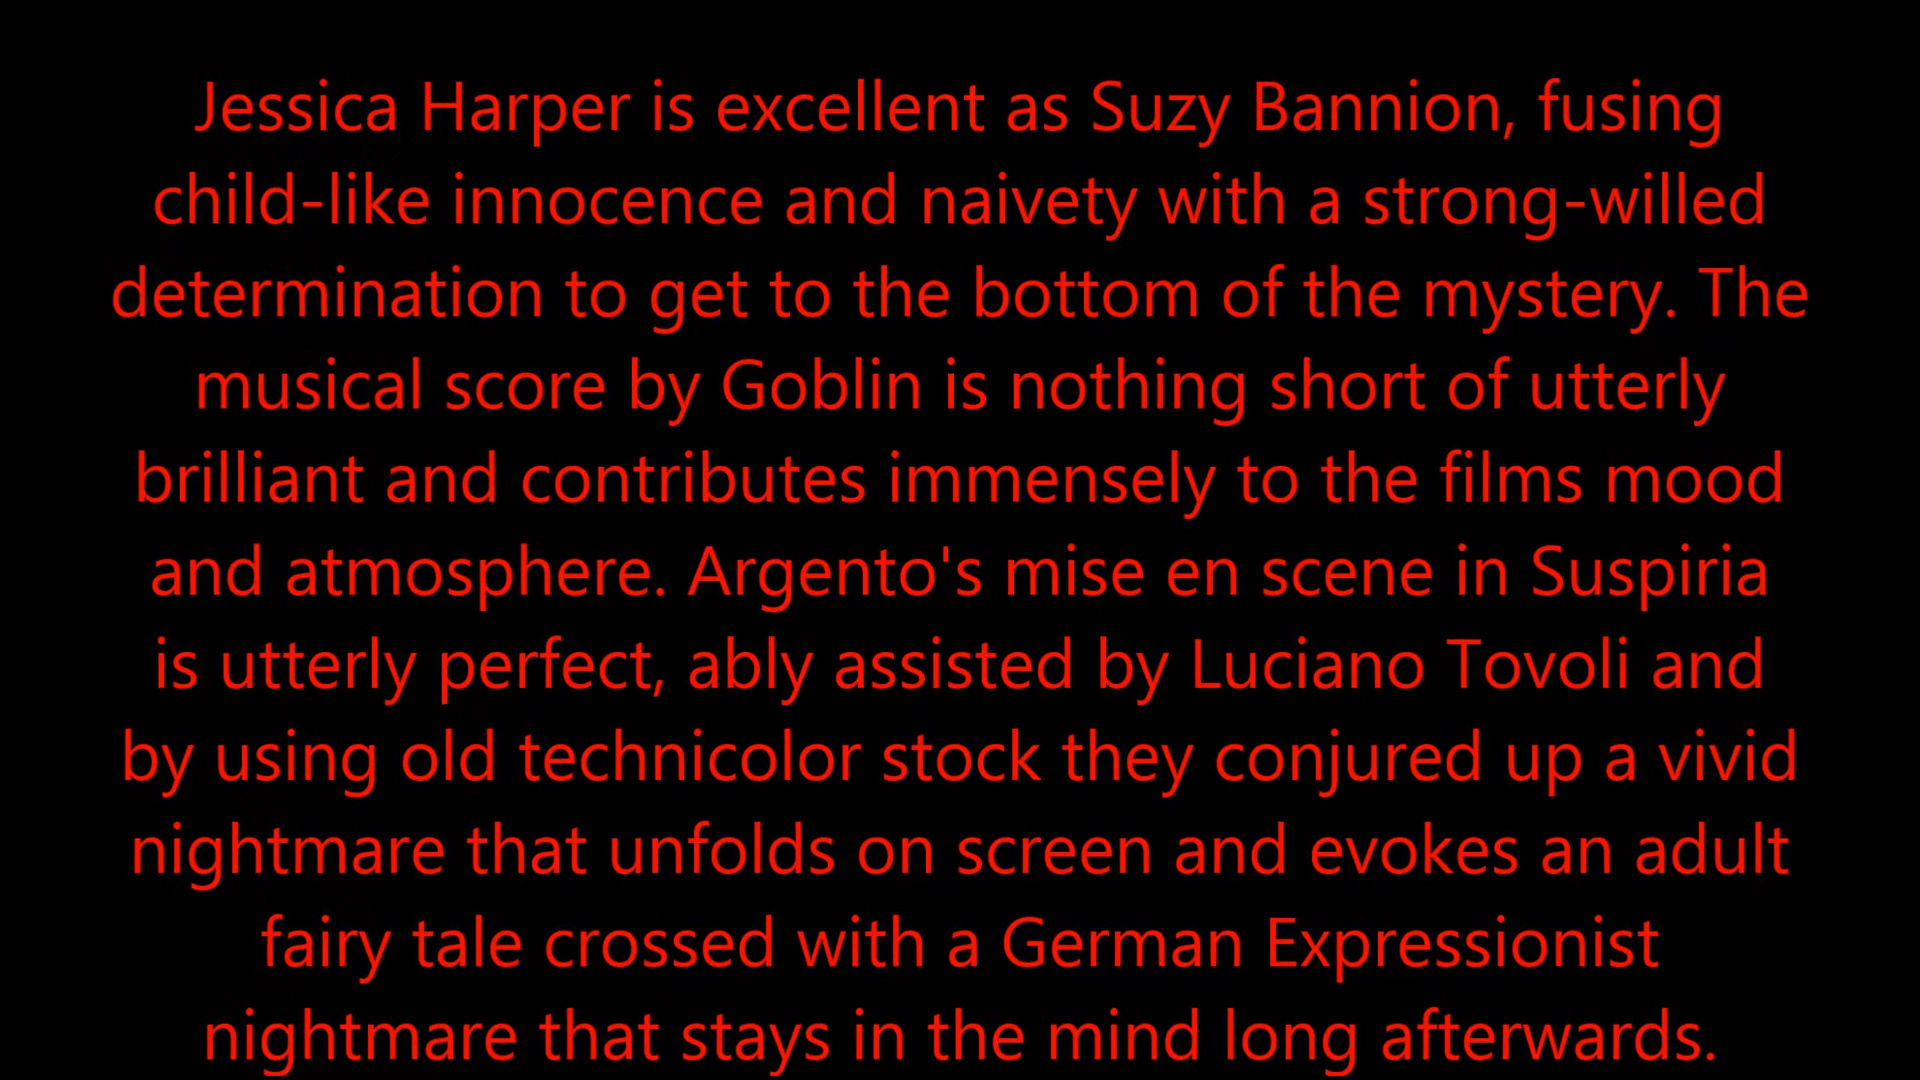 Jessica Harper is excellent as Suzy Bannion, fusing
child-like innocence and naivety with a strong-willed
determination to get to the bottom of the mystery. The
musical score by Goblin is nothing short of utterly
brilliant and contributes immensely to the films mood
and atmosphere. Argento's mise en scene in Suspiria
is utterly perfect, ably assisted by Luciano Tovoli and
by using old technicolor stock they conjured up a vivid
nightmare that unfolds on screen and evokes an adult
fairy tale crossed with a German Expressionist
nightmare that stays in the mind long afterwards.